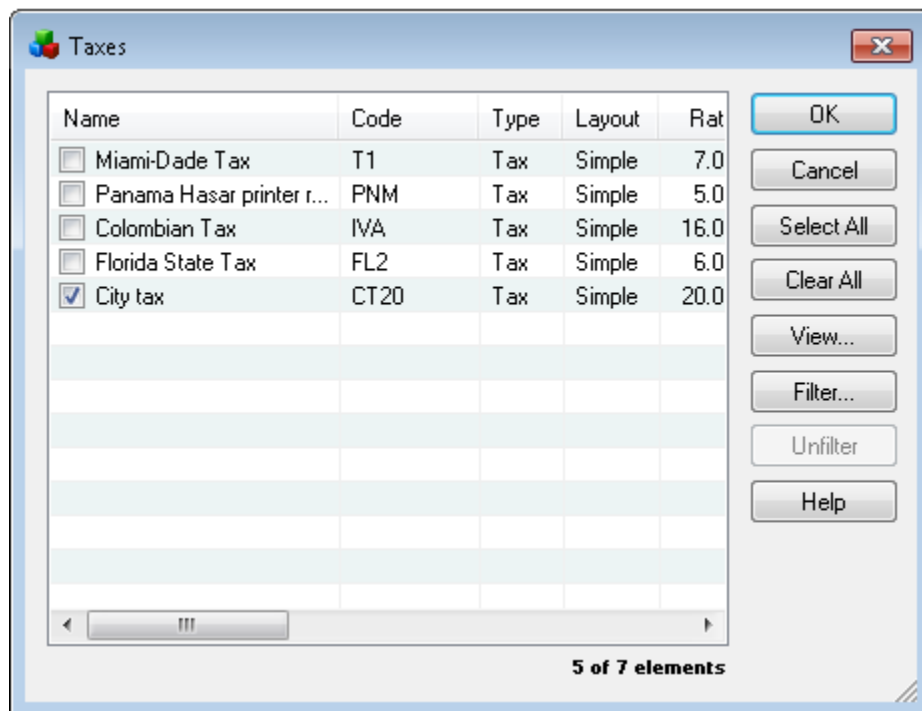 Taxes
Name Code Type Layout Rat
Miami-Dade Tax T1 Tax Simple 7.0
Panama Hasar printer r... PNM Tax Simple 5.0
Colombian Tax IVA Tax Simple 16.0
Florida State Tax FL2 Tax Simple 6.0
City tax CT20 Tax Simple 20.0
OK
Cancel
Select All
Clear All
View...
Filter...
Unfilter
Help
5 of 7 elements